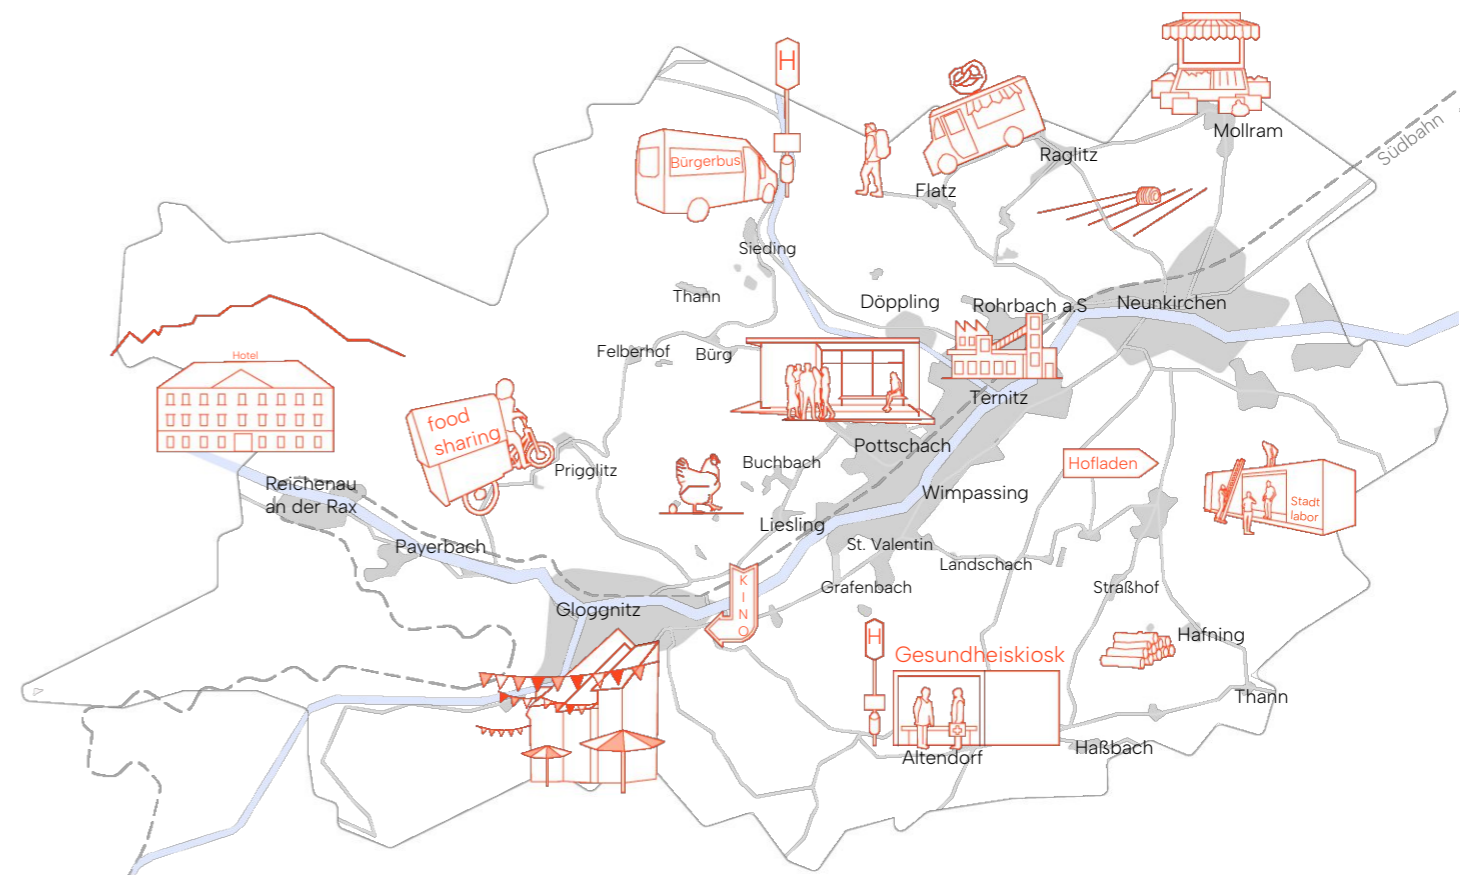 H
Mollram
Südbahn
Raglitz
Bürgerbus
Flatz
Sieding
Thann
Döppling
Rohrbach a.S
Neunkirchen
Felberhof
Bürg
Hotel
Ternitz
food
sharing
Pottschach
Prigglitz
Buchbach
Hofladen
Reichenau
an der Rax
Wimpassing
Stadt
labor
Liesling
Payerbach
St. Valentin
Landschach
Grafenbach
Straßhof
KINO
Gloggnitz
H
Hafning
Gesundheiskiosk
Thann
Haßbach
Altendorf